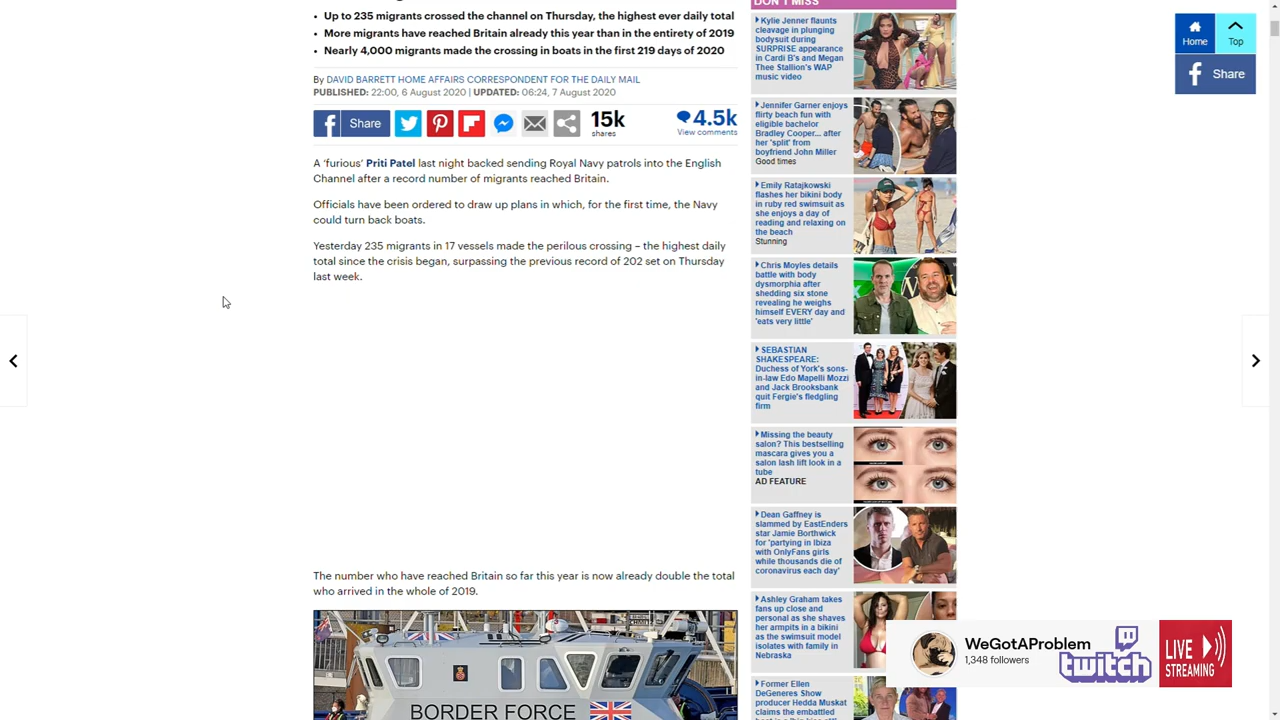 Up to 235 migrants crossed the channel on Thursday, the highest ever daily total
More migrants have reached Britain already this year than in the entirety of 2019
Nearly 4,000 migrants made the crossing in boats in the first 219 days of 2020
By DAVID BARRETT HOME AFFAIRS CORRESPONDENT FOR THE DAILY MAIL
PUBLISHED: 22:00, 6 August 2020 | UPDATED: 06:24, 7 August 2020
Share
15k
shares
4.5k
View comments
A 'furious' Priti Patel last night backed sending Royal Navy patrols into the English
Channel after a record number of migrants reached Britain.
Officials have been ordered to draw up plans in which, for the first time, the Navy
could turn back boats.
Yesterday 235 migrants in 17 vessels made the perilous crossing – the highest daily
total since the crisis began, surpassing the previous record of 202 set on Thursday
last week.
The number who have reached Britain so far this year is now already double the total
who arrived in the whole of 2019.
BORDER FORCE
DON'T MISS
Kylie Jenner flaunts
cleavage in plunging
bodysuit during
SURPRISE appearance
in Cardi B's and Megan
Thee Stallion's WAP
music video
Jennifer Garner enjoys
flirty beach fun with
eligible bachelor
Bradley Cooper... after
her 'split' from
boyfriend John Miller
Good times
Emily Ratajkowski
flashes her bikini body
in ruby red swimsuit as
she enjoys a day of
reading and relaxing on
the beach
Stunning
Chris Moyles details
battle with body
dysmorphia after
shedding six stone
revealing he weighs
himself EVERY day and
'eats very little'
SEBASTIAN
SHAKESPEARE:
Duchess of York's sons-
in-law Edo Mapelli Mozzi
and Jack Brooksbank
quit Fergie's fledgling
firm
Missing the beauty
salon? This bestselling
mascara gives you a
salon lash lift look in a
tube
AD FEATURE
Dean Gaffney is
slammed by EastEnders
star Jamie Borthwick
for 'partying in Ibiza
with OnlyFans girls
while thousands die of
coronavirus each day'
Ashley Graham takes
fans up close and
personal as she shaves
her armpits in a bikini
as the swimsuit model
isolates with family in
Nebraska
Former Ellen
DeGeneres Show
producer Hedda Muskat
claims the embattled
Home
Top
Share
WeGotAProblem
1,348 followers
twitch
LIVE
STREAMING